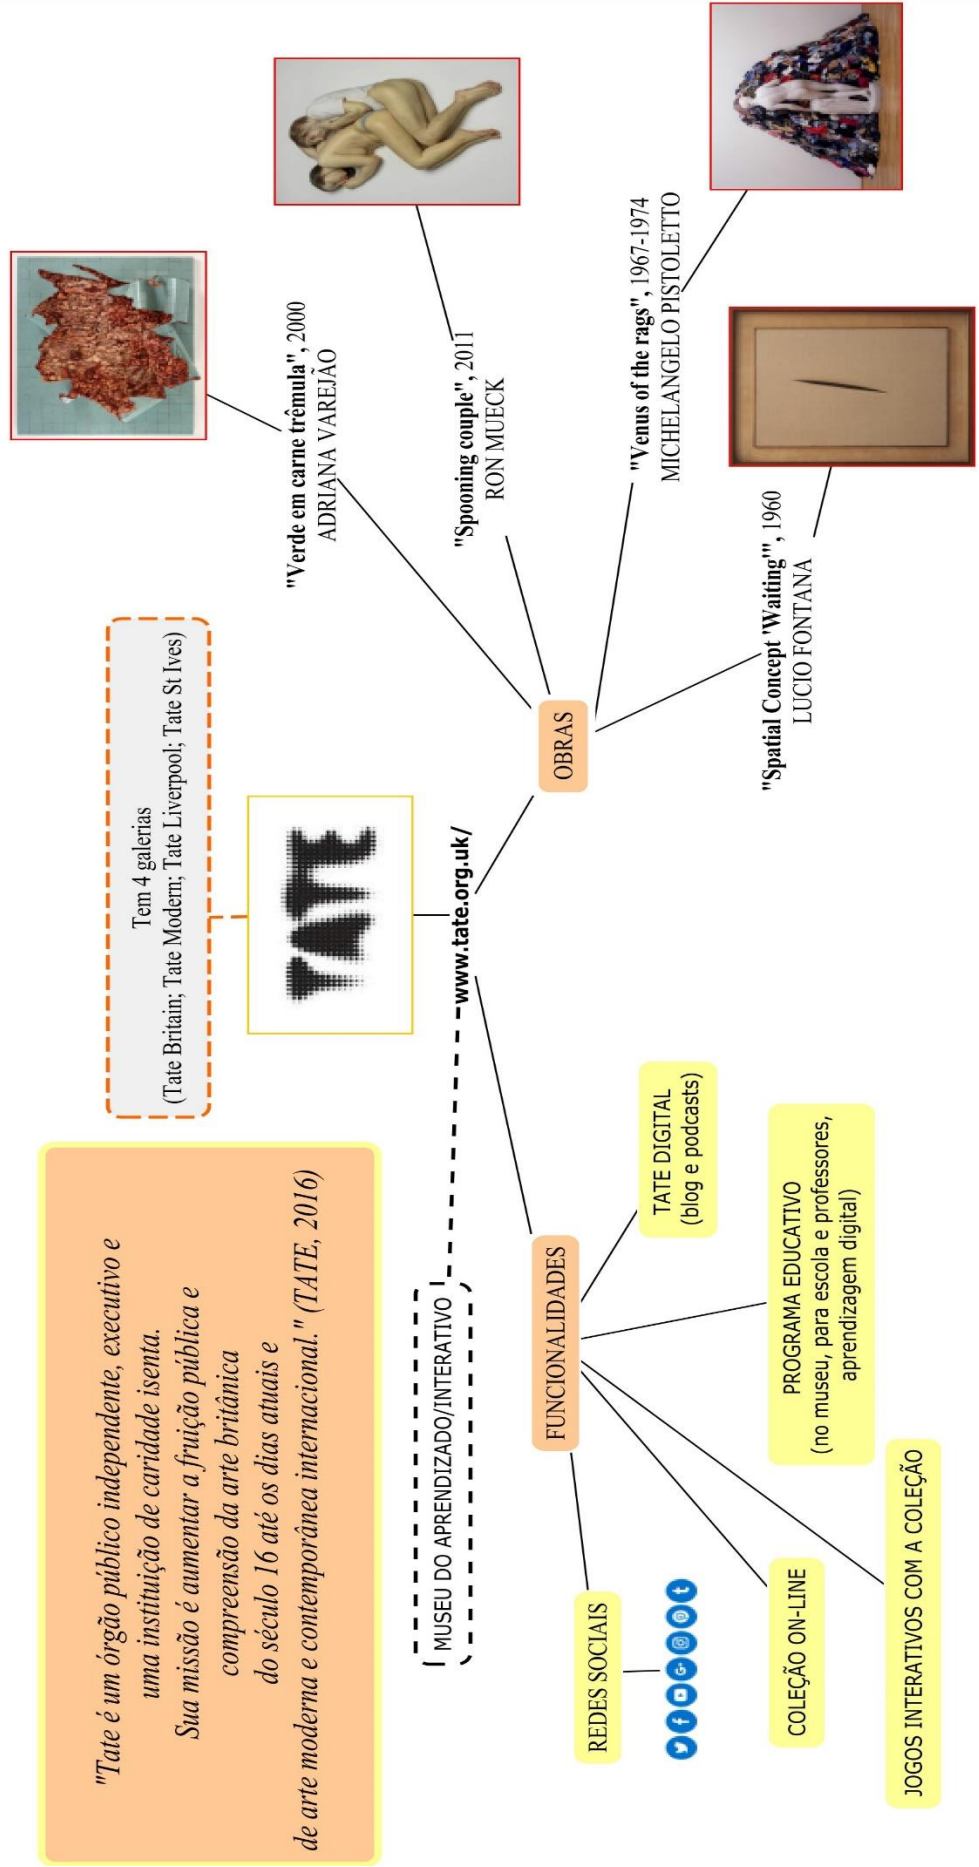 "Tate é um órgão público independente, executivo e
uma instituição de caridade isenta.
Sua missão é aumentar a fruição pública e
compreensão da arte britânica
do século 16 até os dias atuais e
de arte moderna e contemporânea internacional." (TATE, 2016)
Tem 4 galerias
(Tate Britain; Tate Modern; Tate Liverpool; Tate St Ives)
TATE
www.tate.org.uk/
MUSEU DO APRENDIZADO/INTERATIVO
FUNCIONALIDADES
REDES SOCIAIS
COLEÇÃO ON-LINE
JOGOS INTERATIVOS COM A COLEÇÃO
PROGRAMA EDUCATIVO
(no museu, para escola e professores,
aprendizagem digital)
TATE DIGITAL
(blog e podcasts)
OBRAS
"Verde em carne trêmula", 2000
ADRIANA VAREJÃO
"Spooning couple", 2011
RON MUECK
"Venus of the rags", 1967-1974
MICHELANGELO PISTOLETTO
"Spatial Concept 'Waiting'", 1960
LUCIO FONTANA